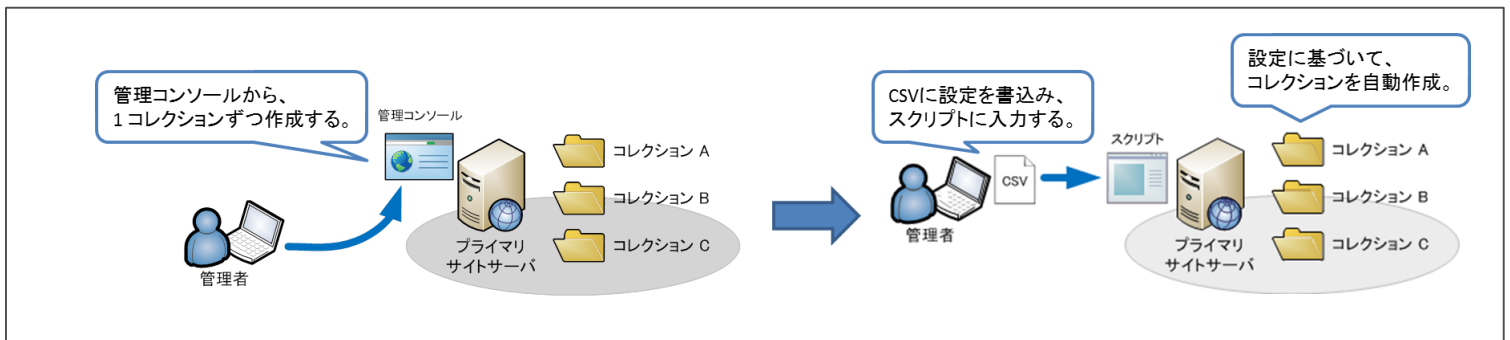 管理コンソールから、
1 コレクションずつ作成する。
管理コンソール
コレクション A
コレクション B
コレクション C
プライマリ
サイトサーバ
管理者
CSVに設定を書込み、
スクリプトに入力する。
CSV
管理者
スクリプト
設定に基づいて、
コレクションを自動作成。
コレクション A
コレクション B
コレクション C
プライマリ
サイトサーバ